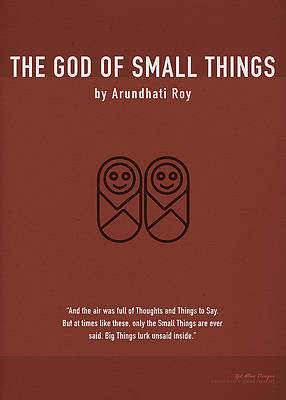 THE GOD OF SMALL THINGS
by Arundhati Roy
"And the air was full of Thoughts and Things to Say.
But at times like these, only the Small Things are ever
said. Big Things lurk unsaid inside."